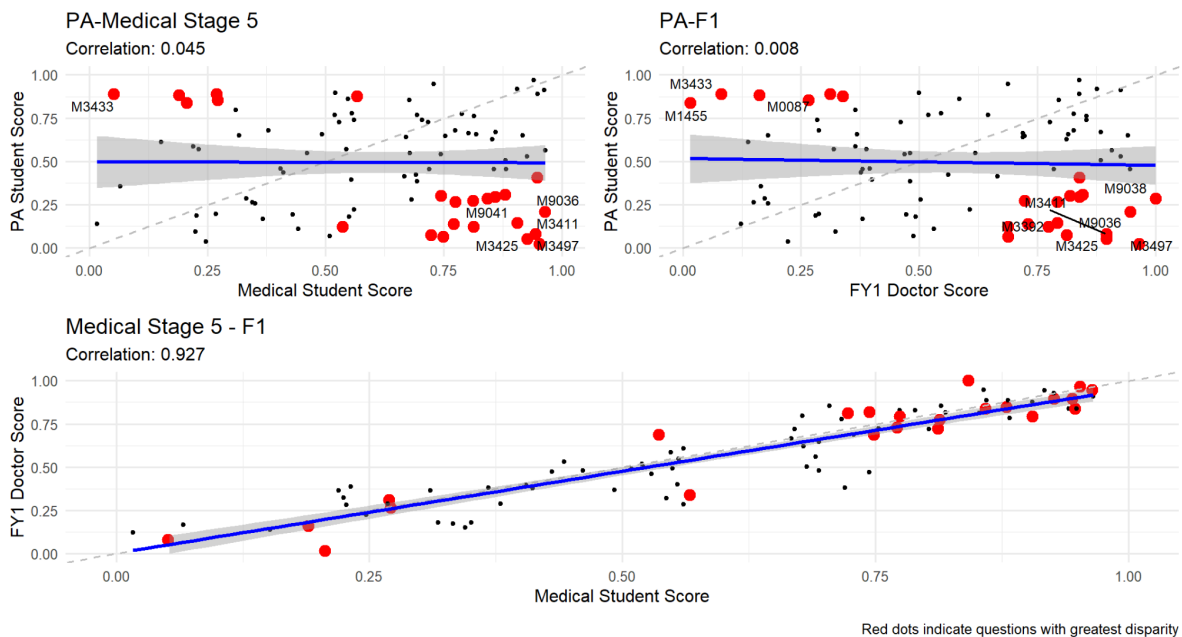 PA-Medical Stage 5
Correlation: 0.045
PA Student Score
1.00
0.75
0.50
0.25
0.00
M3433
M9036
M9041
M3411
M3425
M3497
0.00 0.25 0.50 0.75 1.00
Medical Student Score
PA-F1
Correlation: 0.008
PA Student Score
1.00
0.75
0.50
0.25
0.00
M3433
M0087
M1455
M9038
M3411
M3392
M9036
M3425
M3497
0.00 0.25 0.50 0.75 1.00
FY1 Doctor Score
Medical Stage 5 - F1
Correlation: 0.927
FY1 Doctor Score
1.00
0.75
0.50
0.25
0.00
0.00 0.25 0.50 0.75 1.00
Medical Student Score
Red dots indicate questions with greatest disparity